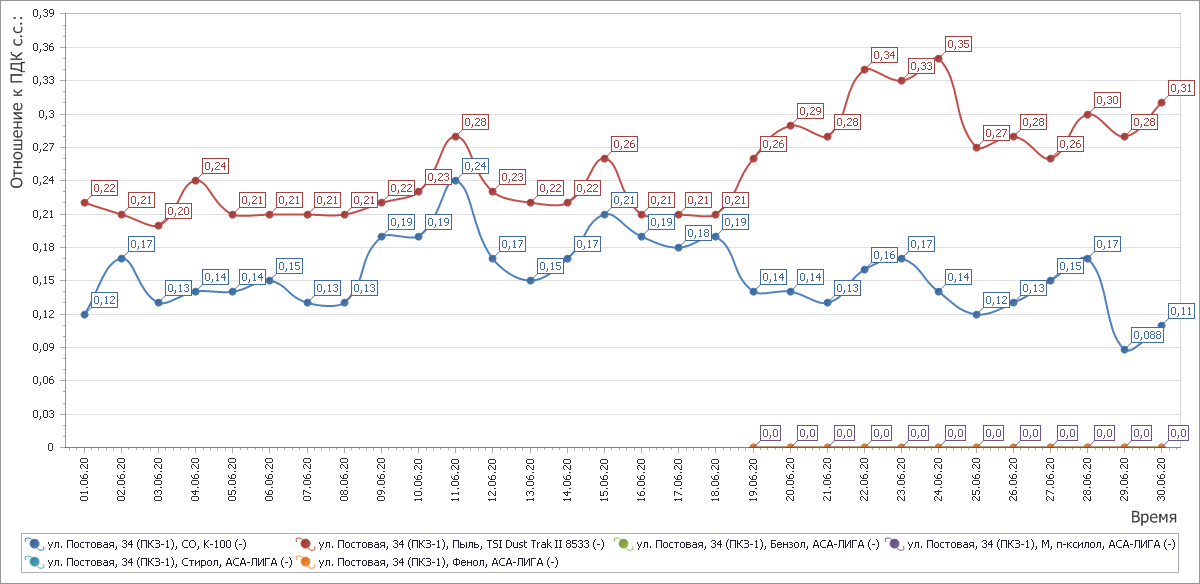 Отношение к ПДК с.с.:
0,39
0,36
0,33
0,3
0,27
0,24
0,21
0,18
0,15
0,12
0,09
0,06
0,03
0
0,22 0,21 0,20 0,24 0,21 0,21 0,21 0,21 0,22 0,23 0,28 0,23 0,22 0,22 0,26 0,21 0,21 0,21 0,26 0,29 0,28 0,34 0,33 0,35 0,27 0,28 0,26 0,30 0,28 0,31
0,12 0,17 0,13 0,14 0,14 0,15 0,13 0,13 0,19 0,19 0,24 0,17 0,15 0,17 0,21 0,19 0,18 0,19 0,14 0,14 0,13 0,16 0,17 0,14 0,12 0,13 0,15 0,17 0,088 0,11
0,0 0,0 0,0 0,0 0,0 0,0 0,0 0,0 0,0 0,0 0,0 0,0
01.06.20 02.06.20 03.06.20 04.06.20 05.06.20 06.06.20 07.06.20 08.06.20 09.06.20 10.06.20 11.06.20 12.06.20 13.06.20 14.06.20 15.06.20 16.06.20 17.06.20 18.06.20 19.06.20 20.06.20 21.06.20 22.06.20 23.06.20 24.06.20 25.06.20 26.06.20 27.06.20 28.06.20 29.06.20 30.06.20
Время
ул. Постовая, 34 (ПКЗ-1), CO, К-100 (-) ул. Постовая, 34 (ПКЗ-1), Пыль, TSI Dust Trak II 8533 (-) ул. Постовая, 34 (ПКЗ-1), Бензол, АСА-ЛИГА (-) ул. Постовая, 34 (ПКЗ-1), М, п-ксилол, АСА-ЛИГА (-)
ул. Постовая, 34 (ПКЗ-1), Стирол, АСА-ЛИГА (-) ул. Постовая, 34 (ПКЗ-1), Фенол, АСА-ЛИГА (-)